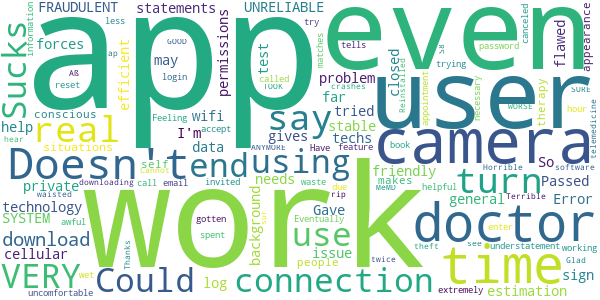 FRAUDULENT statements UNRELIABLE less try information
app even
Sucks forces efficient may test permissions closed flawed appearance
GOOD login called TOOK matches tells canceled password SB ap
Aß reset problem trying crashes Reinstalled appointment WORSE necessary
conscious Feeling wifi gives far stable therapy hour
real say user camera
help hear situations I'm data tried techs So SURE
accept ANYMORE Have feature book telemedicine
Doesn't end using turn doctor
private self Cannot needs friendly Passed
downloading call email invited waste due makes helpful general Horrible software
technology waisted background issue Error
SYSTEM awful gotten rip MeMU Terrible enter
download work use Gave time
Thanks spent Eventually people theft see understatement working
cellular wet log twice Glad sign
VERY Could connection
uncomfortable extremely estimation